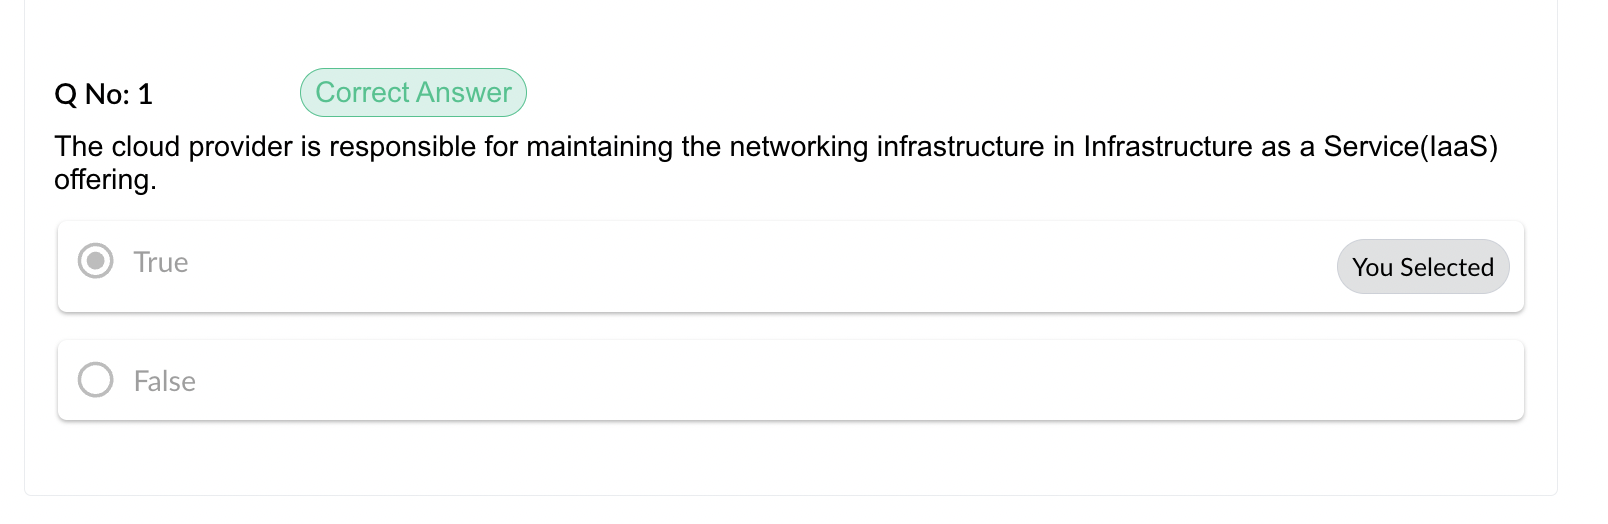 Q No: 1 Correct Answer
The cloud provider is responsible for maintaining the networking infrastructure in Infrastructure as a Service(IaaS)
offering.
True You Selected
False